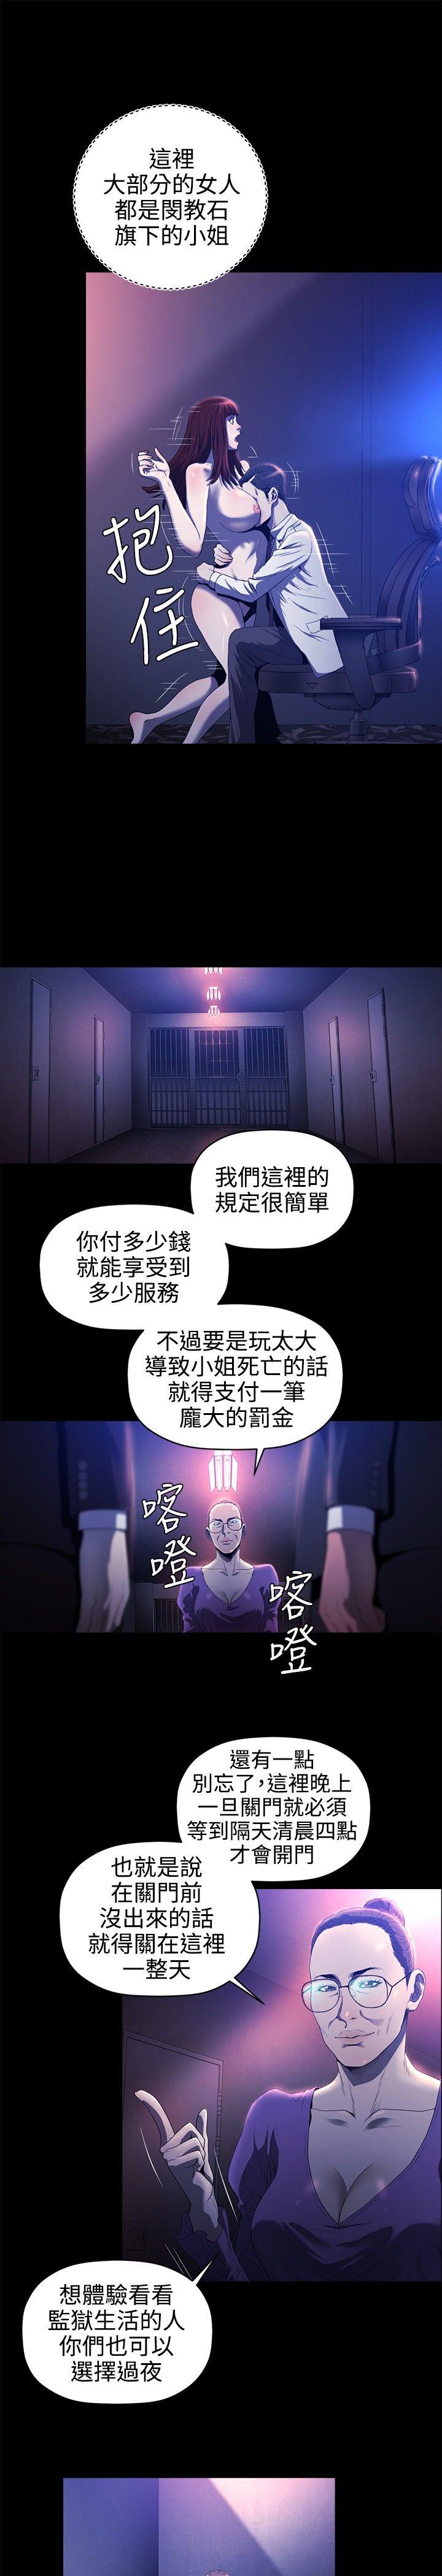 這裡
大部分的女人
都是閔教石
旗下的小姐
抱
住
我們這裡的
規定很簡單
你付多少錢
就能享受到
多少服務
不過要是玩太大
導致小姐死亡的話
就得支付一筆
龐大的罰金
喀
噔
喀
噔
還有一點
別忘了,這裡晚上
一旦關門就必須
等到隔天清晨四點
才會開門
也就是說
在關門前
沒出來的話
就得關在這裡
一整天
想體驗看看
監獄生活的人
你們也可以
選擇過夜